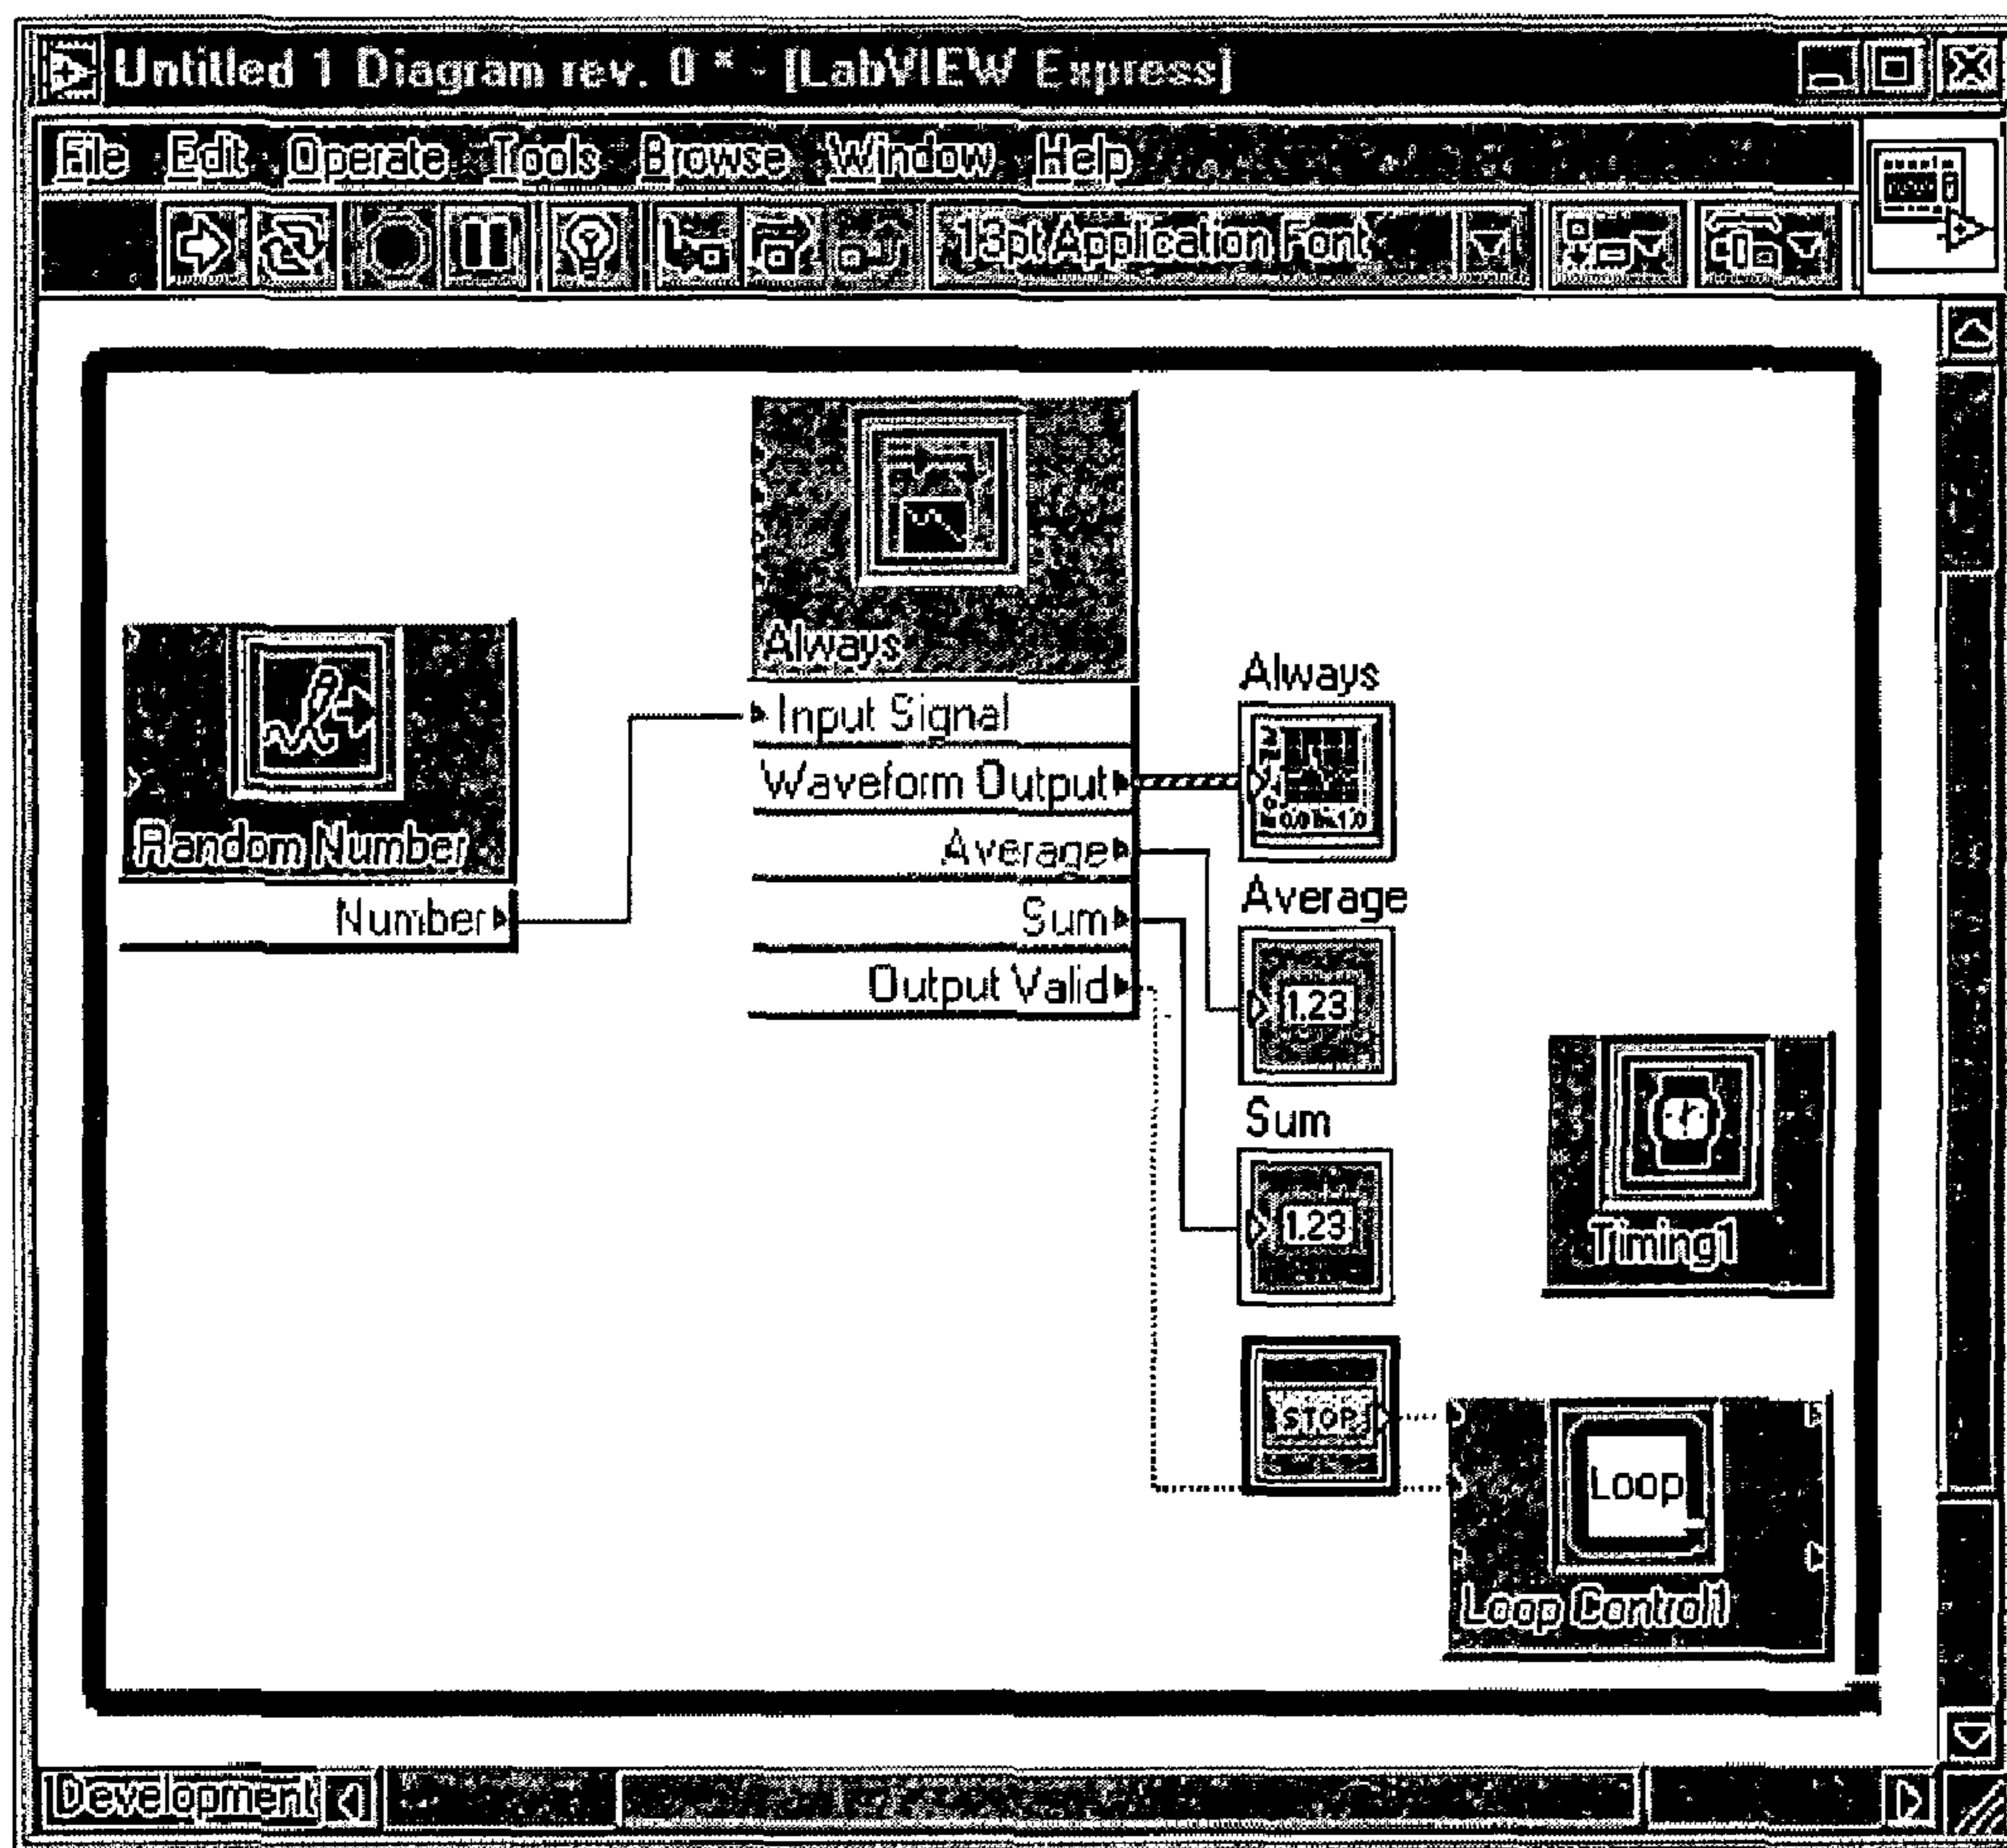 Untitled 1 Diagram rev. 0 * - [LabVIEW Express]
File Edit Operate Tools Browse Window Help
13pt Application Font
Always
Random Number
Number
Input Signal
Waveform Output
Average
Sum
Output Valid
Always
Average
1.23
Sum
1.23
Timing1
STOP
Loop
Loop Control1
Development